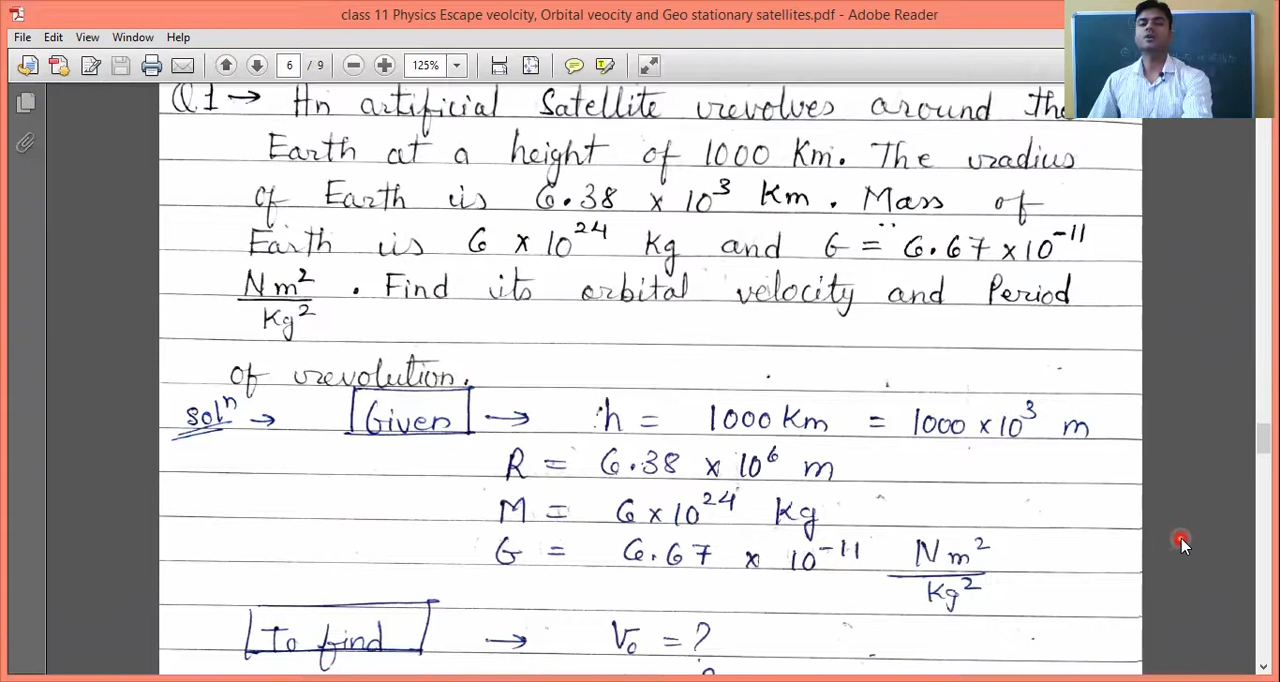 class 11 Physics Escape veolcity, Orbital veocity and Geo stationary satellites.pdf - Adobe Reader
File Edit View Window Help
6 / 9 125%
Q1 → An artificial Satellite revolves around the
Earth at a height of 1000 Km. The radius
of Earth is 6.38 × 10³ Km. Mass of
Earth is 6 × 10²⁴ Kg and G = 6.67 × 10⁻¹¹
Nm²/Kg² . Find its orbital velocity and Period
of revolution.
Solⁿ → Given → h = 1000 Km = 1000 × 10³ m
R = 6.38 × 10⁶ m
M = 6 × 10²⁴ Kg
G = 6.67 × 10⁻¹¹ Nm²/Kg²
To find → V₀ = ?